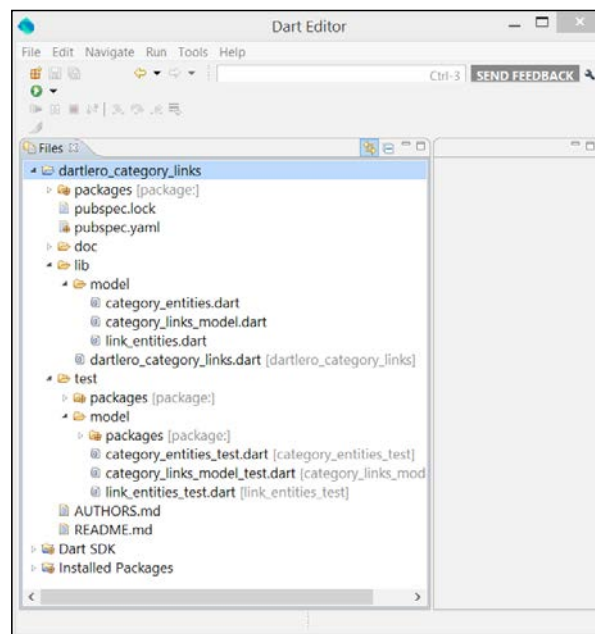 Dart Editor
File Edit Navigate Run Tools Help
Ctrl-3 SEND FEEDBACK
Files
dartlero_category_links
packages [package:]
pubspec.lock
pubspec.yaml
doc
lib
model
category_entities.dart
category_links_model.dart
link_entities.dart
dartlero_category_links.dart [dartlero_category_links]
test
packages [package:]
model
packages [package:]
category_entities_test.dart [category_entities_test]
category_links_model_test.dart [category_links_mod
link_entities_test.dart [link_entities_test]
AUTHORS.md
README.md
Dart SDK
Installed Packages